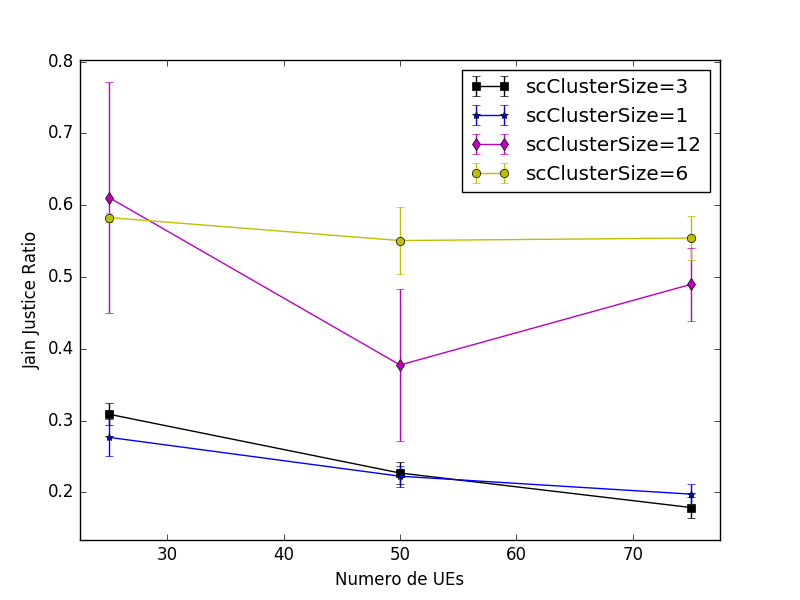 0.8
0.7
0.6
0.5
0.4
0.3
0.2
30
40
50
60
70
Jain Justice Ratio
Numero de UEs
scClusterSize=3
scClusterSize=1
scClusterSize=12
scClusterSize=6